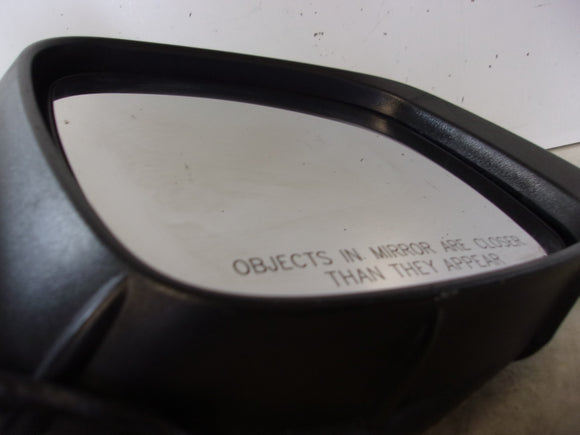 OBJECTS IN MIRROR ARE CLOSER
THAN THEY APPEAR